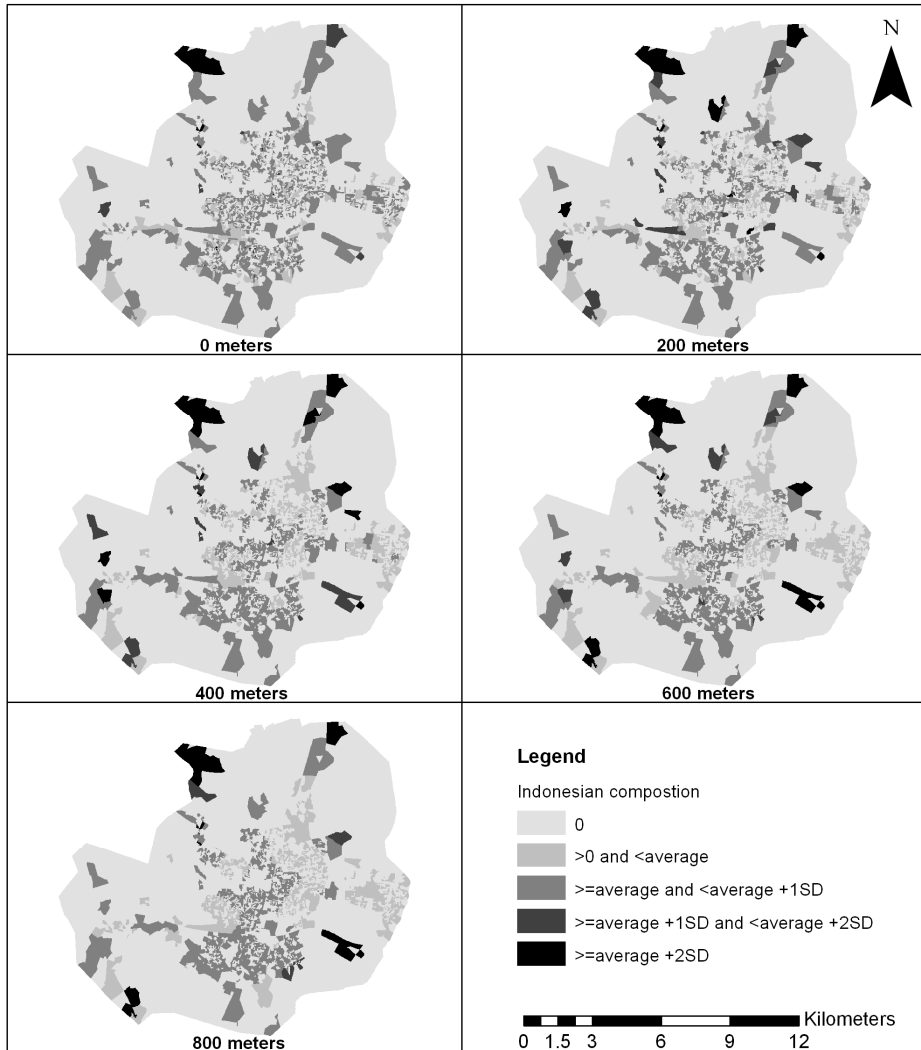 N
0 meters
200 meters
400 meters
600 meters
800 meters
Legend
Indonesian compostion
0
>0 and <average
>=average and <average +1SD
>=average +1SD and <average +2SD
>=average +2SD
Kilometers
0 1.5 3 6 9 12